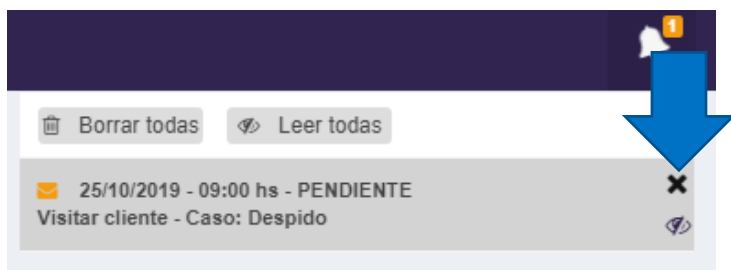 1
Borrar todas Leer todas
25/10/2019 - 09:00 hs - PENDIENTE
Visitar cliente - Caso: Despido